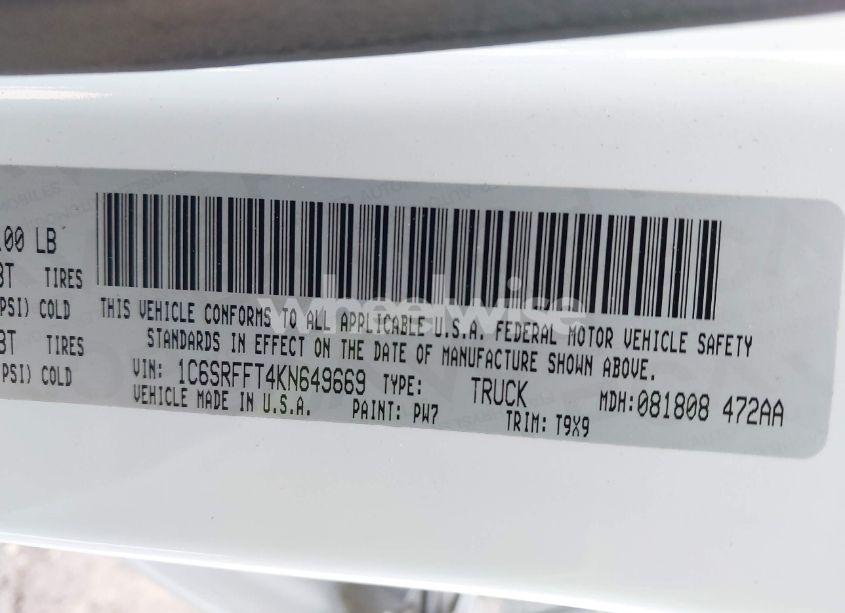 .00 LB
TIRES
PSI) COLD
TIRES
PSI) COLD
THIS VEHICLE CONFORMS TO ALL APPLICABLE U.S.A. FEDERAL MOTOR VEHICLE SAFETY
STANDARDS IN EFFECT ON THE DATE OF MANUFACTURE SHOWN ABOVE.
VIN: 1C6SRFFT4KN649669 TYPE: TRUCK MDH:081808 472AA
VEHICLE MADE IN U.S.A. PAINT: PW7 TRIM: T9X9
wheelwise